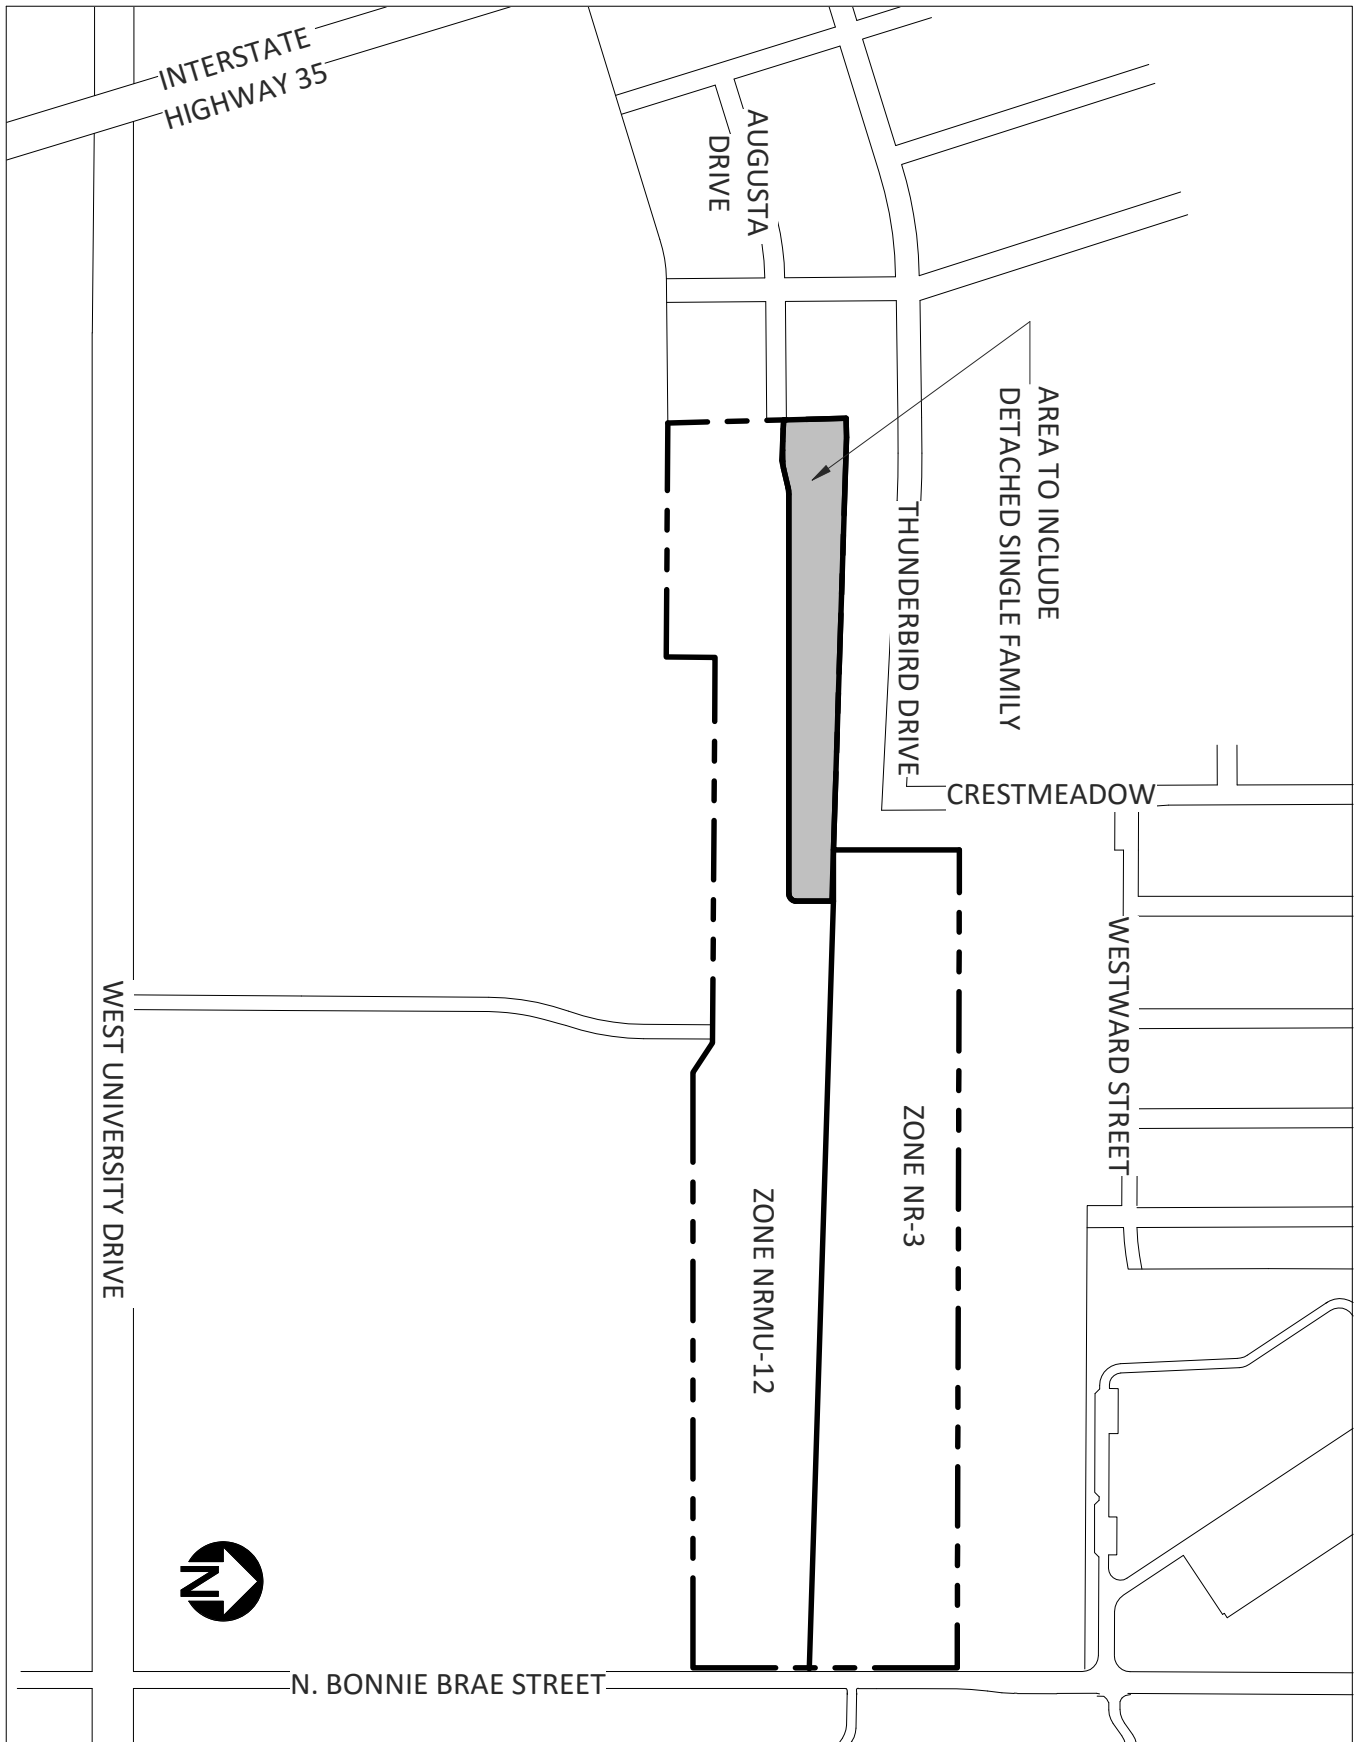 INTERSTATE
HIGHWAY 35
AUGUSTA
DRIVE
AREA TO INCLUDE
DETACHED SINGLE FAMILY
THUNDERBIRD DRIVE
CRESTMEADOW
WESTWARD STREET
WEST UNIVERSITY DRIVE
ZONE NR-3
ZONE NRMU-12
N
N. BONNIE BRAE STREET